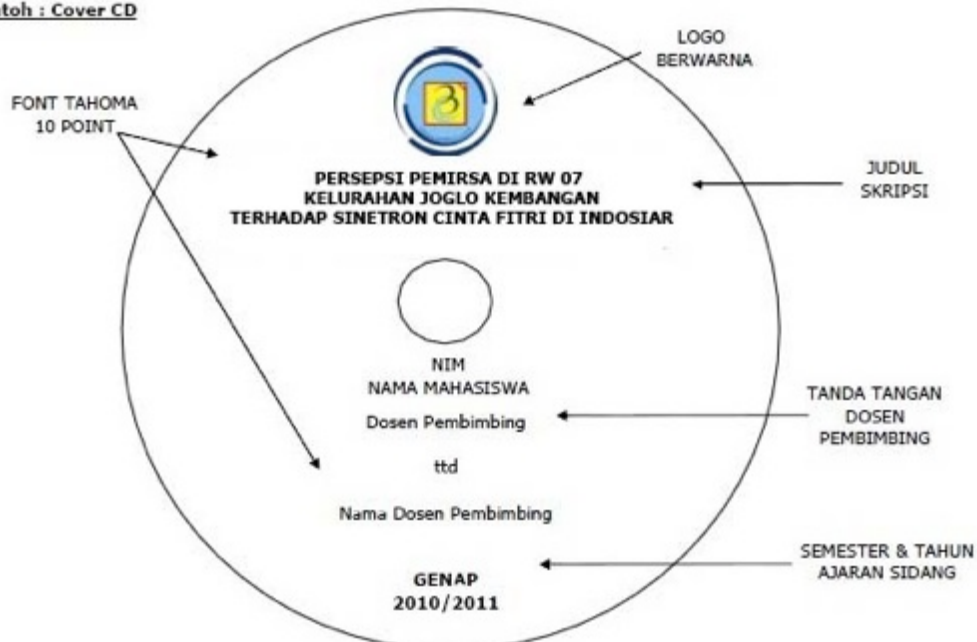 toh : Cover CD
LOGO
BERWARNA
FONT TAHOMA
10 POINT
PERSEPSI PEMIRSA DI RW 07
KELURAHAN JOGLO KEMBANGAN
TERHADAP SINETRON CINTA FITRI DI INDOSIAR
JUDUL
SKRIPSI
NIM
NAMA MAHASISWA
Dosen Pembimbing
ttd
Nama Dosen Pembimbing
TANDA TANGAN
DOSEN
PEMBIMBING
SEMESTER & TAHUN
AJARAN SIDANG
GENAP
2010/2011